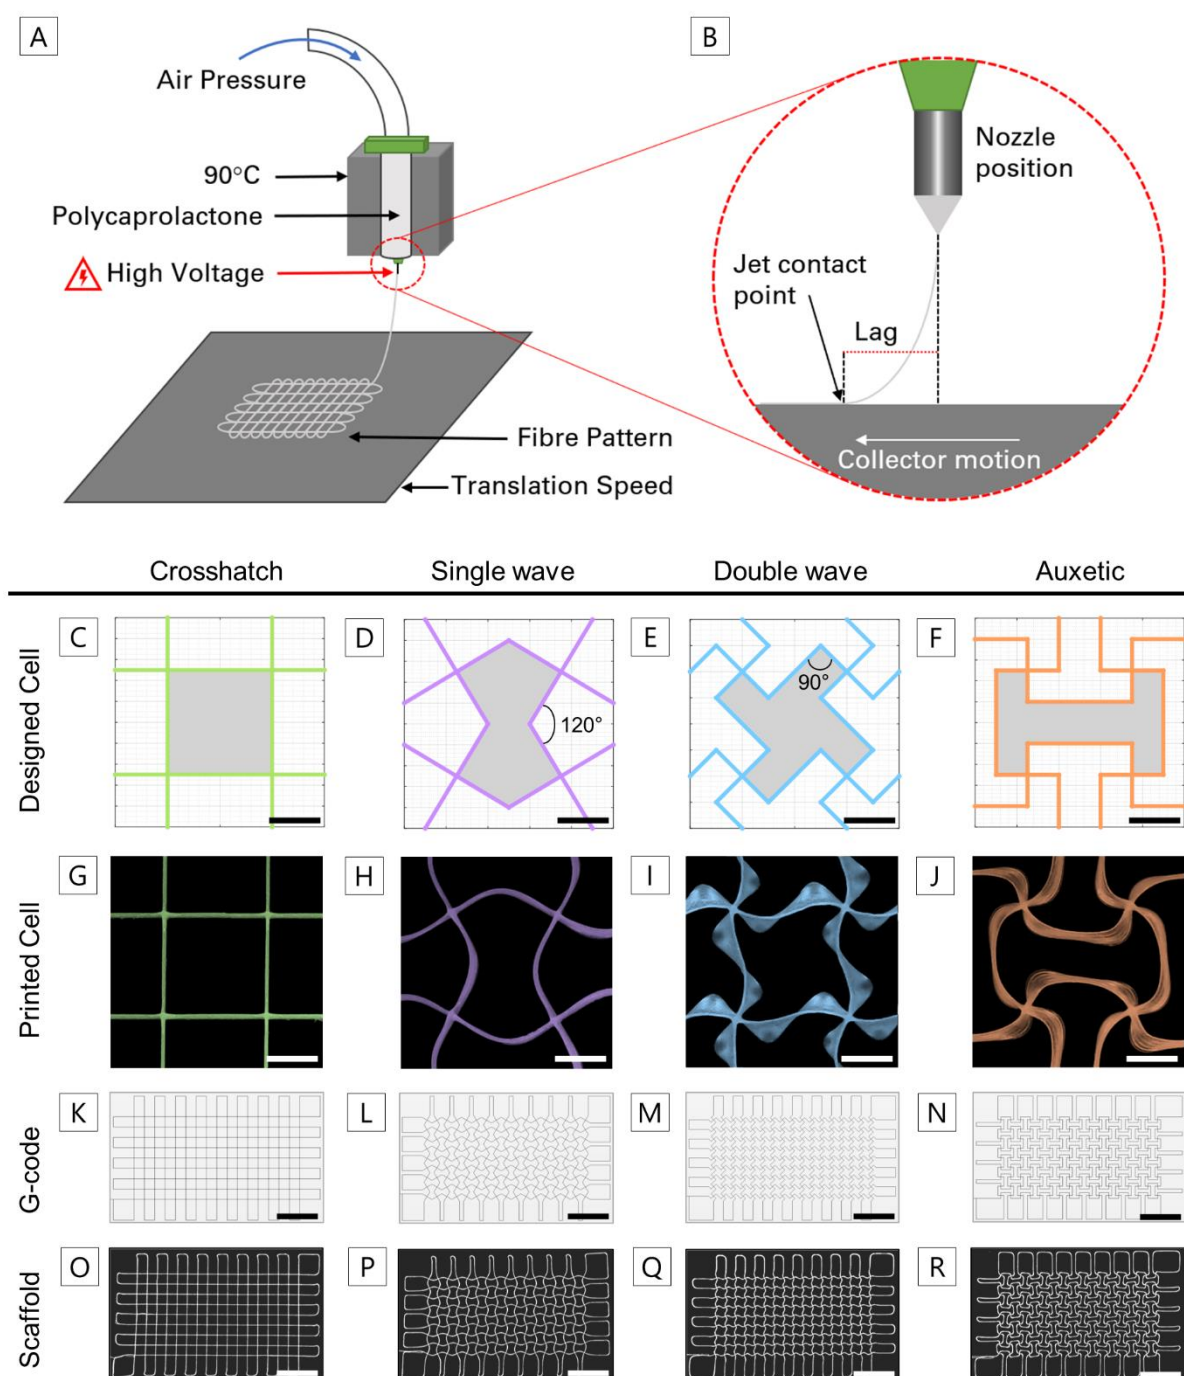 A
Air Pressure
90°C
Polycaprolactone
High Voltage
Fibre Pattern
Translation Speed
B
Nozzle
position
Jet contact
point
Lag
Collector motion
Crosshatch
Single wave
Double wave
Auxetic
Designed Cell
C
D
120°
E
90°
F
Printed Cell
G
H
I
J
G-code
K
L
M
N
Scaffold
O
P
Q
R